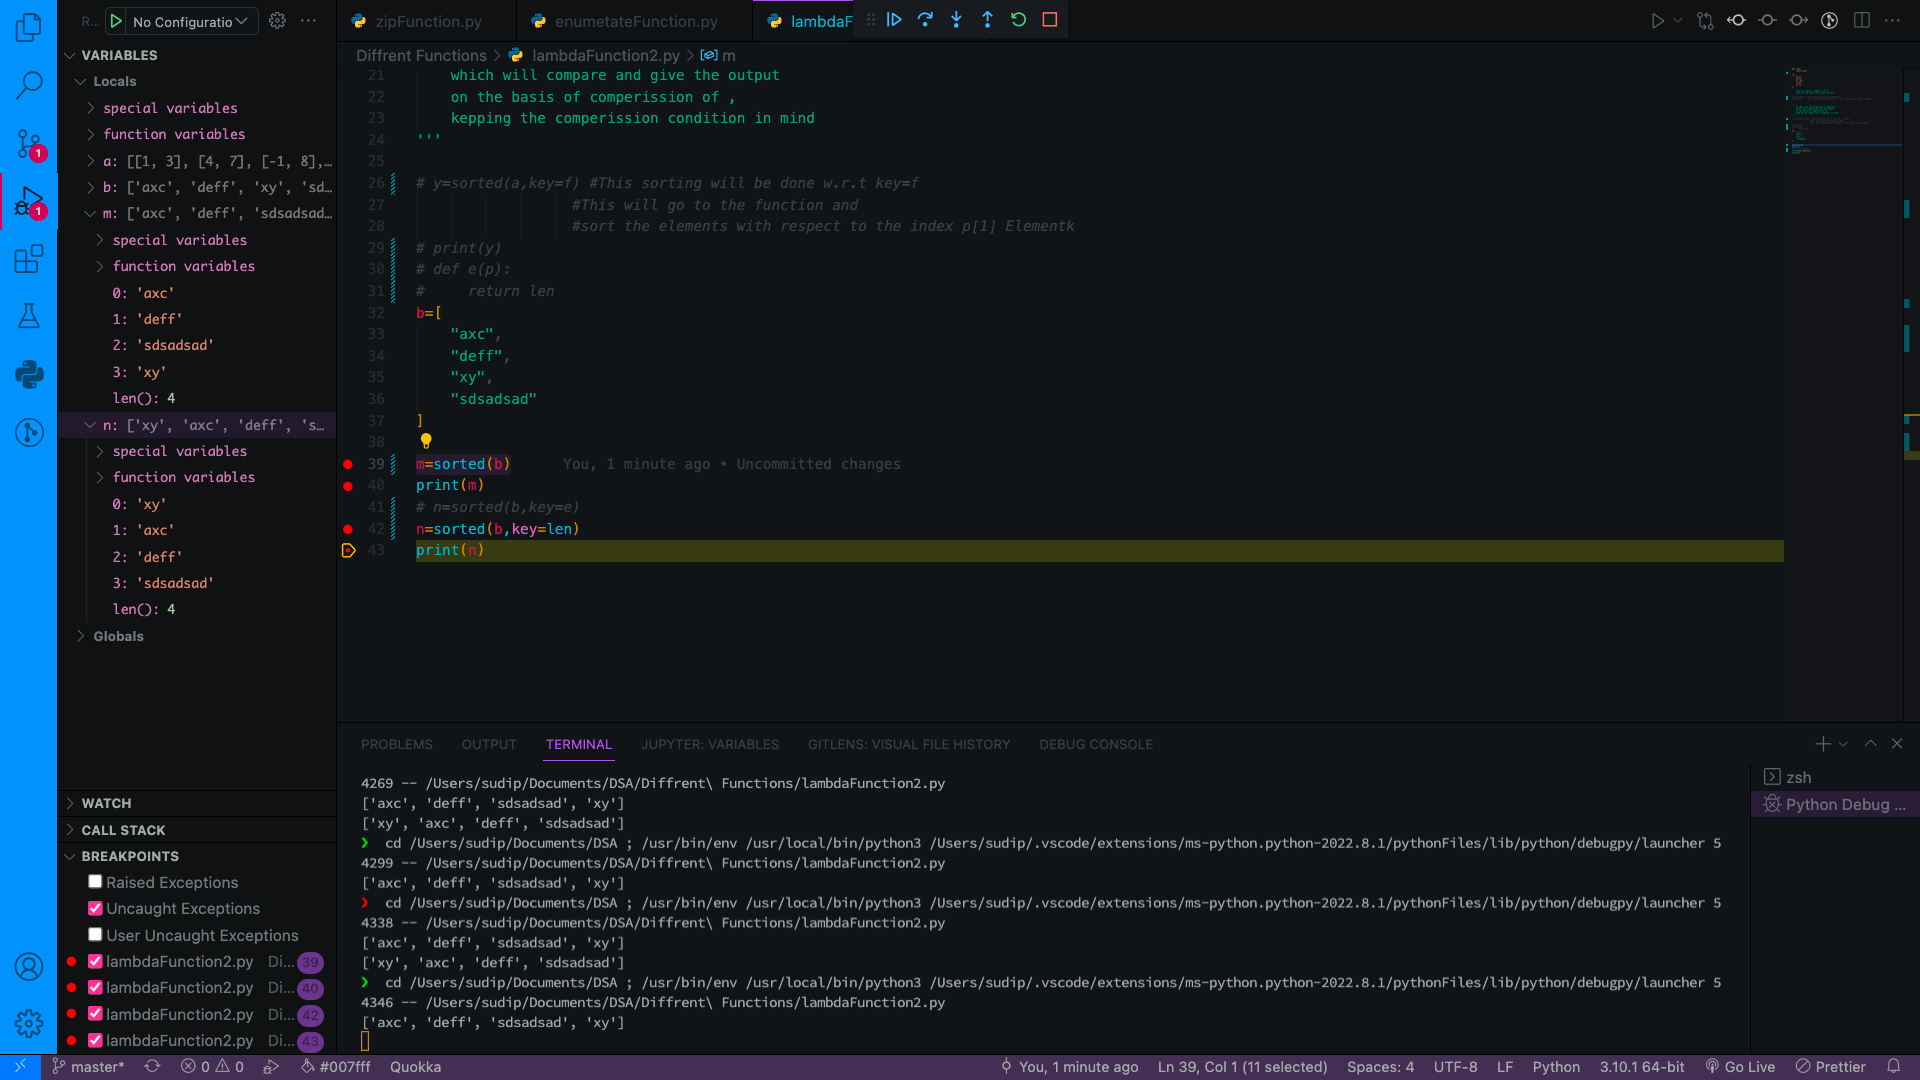 R... No Configuratio
zipFunction.py
enumetateFunction.py
lambdaF
VARIABLES
Locals
special variables
function variables
a: [[1, 3], [4, 7], [-1, 8],...
b: ['axc', 'deff', 'xy', 'sd...
m: ['axc', 'deff', 'sdsadsad...
special variables
function variables
0: 'axc'
1: 'deff'
2: 'sdsadsad'
3: 'xy'
len(): 4
n: ['xy', 'axc', 'deff', 's...
special variables
function variables
0: 'xy'
1: 'axc'
2: 'deff'
3: 'sdsadsad'
len(): 4
Globals
WATCH
CALL STACK
BREAKPOINTS
Raised Exceptions
Uncaught Exceptions
User Uncaught Exceptions
lambdaFunction2.py Di... 39
lambdaFunction2.py Di... 40
lambdaFunction2.py Di... 42
lambdaFunction2.py Di... 43
1
1
Diffrent Functions > lambdaFunction2.py > m
21 which will compare and give the output
22 on the basis of comperission of ,
23 kepping the comperission condition in mind
24 '''
25
26 # y=sorted(a,key=f) #This sorting will be done w.r.t key=f
27 #This will go to the function and
28 #sort the elements with respect to the index p[1] Elementk
29 # print(y)
30 # def e(p):
31 # return len
32 b=[
33 "axc",
34 "deff",
35 "xy",
36 "sdsadsad"
37 ]
38
39 m=sorted(b) You, 1 minute ago • Uncommitted changes
40 print(m)
41 # n=sorted(b,key=e)
42 n=sorted(b,key=len)
43 print(n)
PROBLEMS OUTPUT TERMINAL JUPYTER: VARIABLES GITLENS: VISUAL FILE HISTORY DEBUG CONSOLE
4269 -- /Users/sudip/Documents/DSA/Diffrent\ Functions/lambdaFunction2.py
['axc', 'deff', 'sdsadsad', 'xy']
['xy', 'axc', 'deff', 'sdsadsad']
❯ cd /Users/sudip/Documents/DSA ; /usr/bin/env /usr/local/bin/python3 /Users/sudip/.vscode/extensions/ms-python.python-2022.8.1/pythonFiles/lib/python/debugpy/launcher 5
4299 -- /Users/sudip/Documents/DSA/Diffrent\ Functions/lambdaFunction2.py
['axc', 'deff', 'sdsadsad', 'xy']
❯ cd /Users/sudip/Documents/DSA ; /usr/bin/env /usr/local/bin/python3 /Users/sudip/.vscode/extensions/ms-python.python-2022.8.1/pythonFiles/lib/python/debugpy/launcher 5
4338 -- /Users/sudip/Documents/DSA/Diffrent\ Functions/lambdaFunction2.py
['axc', 'deff', 'sdsadsad', 'xy']
['xy', 'axc', 'deff', 'sdsadsad']
❯ cd /Users/sudip/Documents/DSA ; /usr/bin/env /usr/local/bin/python3 /Users/sudip/.vscode/extensions/ms-python.python-2022.8.1/pythonFiles/lib/python/debugpy/launcher 5
4346 -- /Users/sudip/Documents/DSA/Diffrent\ Functions/lambdaFunction2.py
['axc', 'deff', 'sdsadsad', 'xy']
zsh
Python Debug ...
master* 0 0 #007fff Quokka You, 1 minute ago Ln 39, Col 1 (11 selected) Spaces: 4 UTF-8 LF Python 3.10.1 64-bit Go Live Prettier